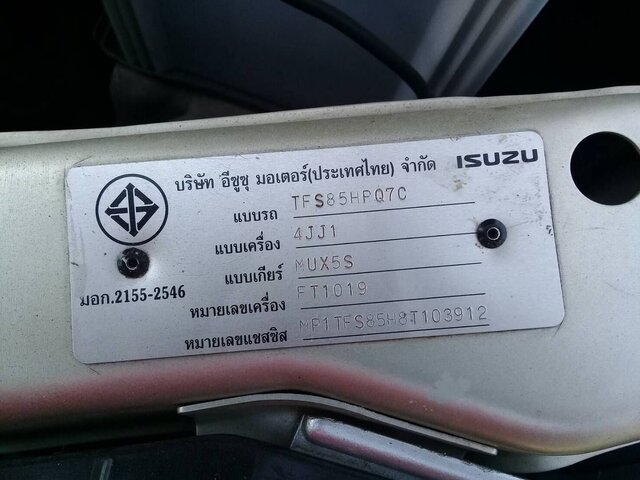 บริษัท อีซูซุ มอเตอร์(ประเทศไทย) จำกัด ISUZU
แบบรถ TFS85HPQ7C
แบบเครื่อง 4JJ1
แบบเกียร์ MUX5S
หมายเลขเครื่อง FT1019
หมายเลขแชสซิส MP1TFS85H8T103912
มอก.2155-2546